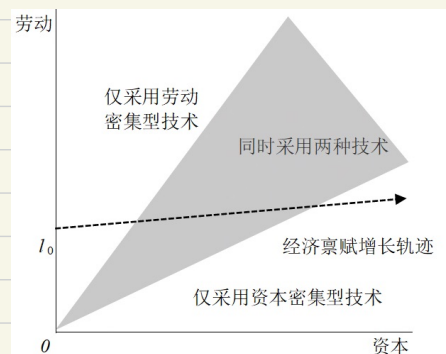 劳动
仅采用劳动
密集型技术
同时采用两种技术
l₀
经济禀赋增长轨迹
仅采用资本密集型技术
0
资本